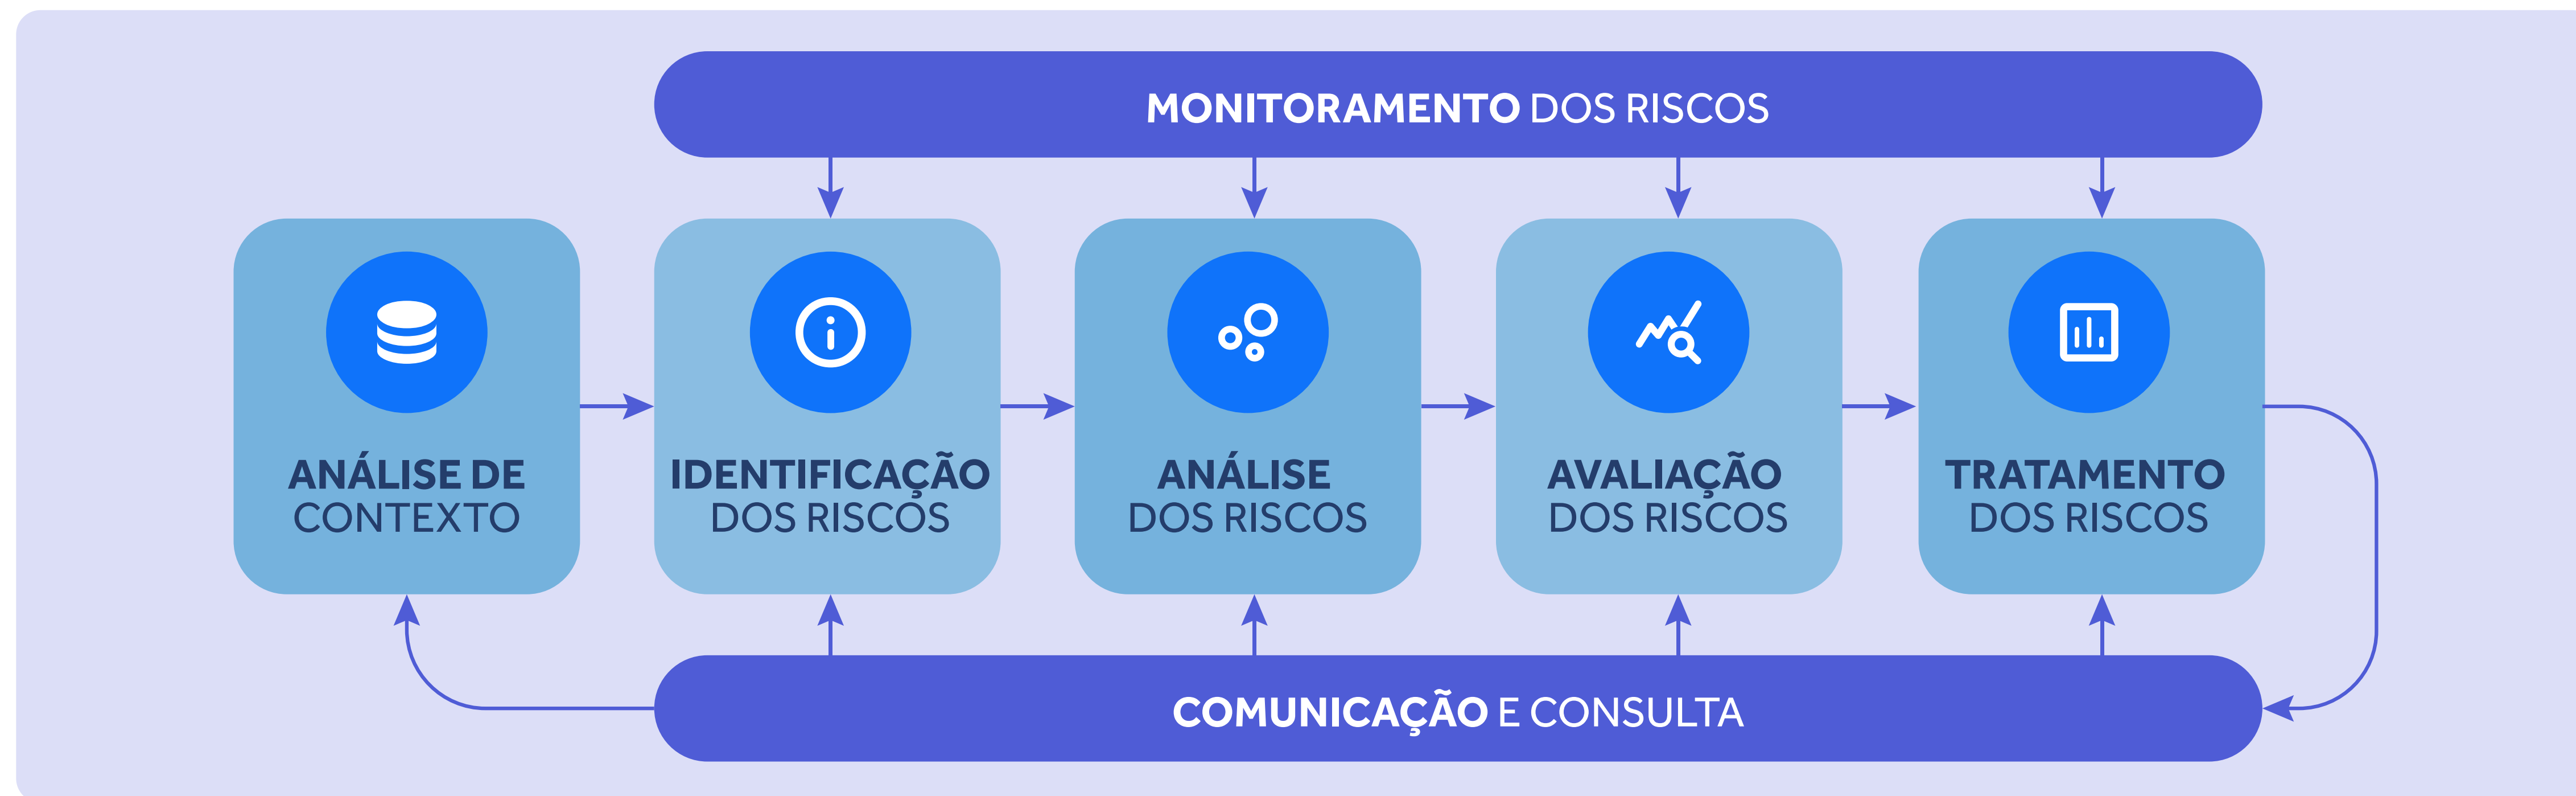 MONITORAMENTO DOS RISCOS
ANÁLISE DE
CONTEXTO
IDENTIFICAÇÃO
DOS RISCOS
ANÁLISE
DOS RISCOS
AVALIAÇÃO
DOS RISCOS
TRATAMENTO
DOS RISCOS
COMUNICAÇÃO E CONSULTA